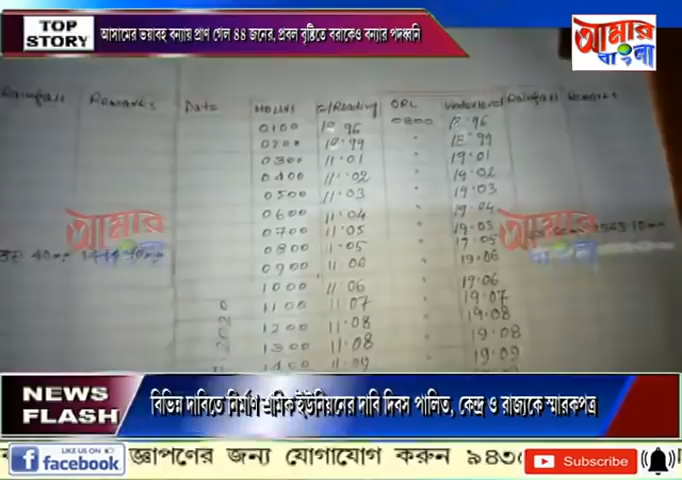 TOP STORY
আসামের ভয়াবহ বন্যায় প্রাণ গেল ৪৪ জনের, প্রবল বৃষ্টিতে বরাকেও বন্যার পদধ্বনি
আমার বাংলা
Rainfall Remarks Date Hours G/Reading ORL Waterlevel Rainfall Remarks
0100 10.96 0800 18.96
0200 10.99 " 18.99
0300 11.01 " 19.01
0400 11.02 " 19.02
0500 11.03 " 19.03
0600 11.04 " 19.04
0700 11.05 " 19.05
0800 11.05 " 19.05
0900 11.06 " 19.06
1000 11.06 " 19.06
1100 11.07 " 19.07
1200 11.08 " 19.08
1300 11.08 " 19.08
1400 11.09 19.09
আমার বাংলা
আমার বাংলা
NEWS FLASH
বিভিন্ন দাবিতে নির্মাণ শ্রমিক ইউনিয়নের দাবি দিবস পালিত, কেন্দ্র ও রাজ্যকে স্মারকপত্র
LIKE US ON
facebook
জ্ঞাপণের জন্য যোগাযোগ করুন ৯৪৩
Subscribe